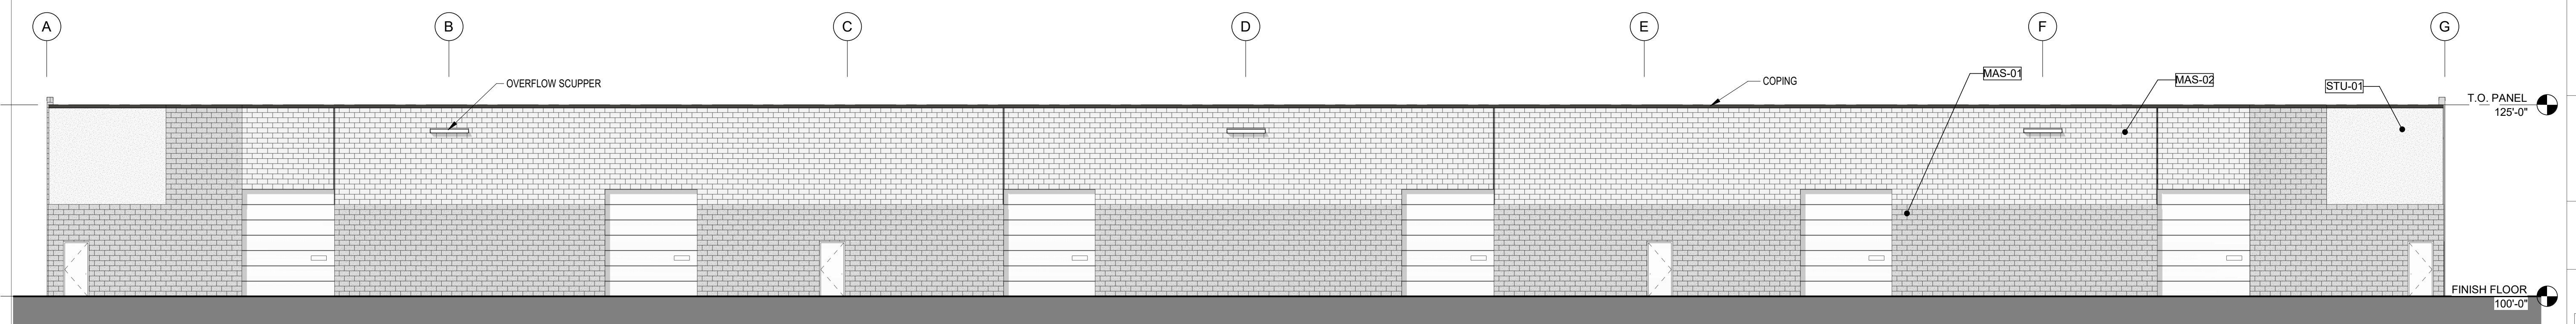 A
B
C
D
E
F
G
OVERFLOW SCUPPER
COPING
MAS-01
MAS-02
STU-01
T.O. PANEL
125'-0"
FINISH FLOOR
100'-0"